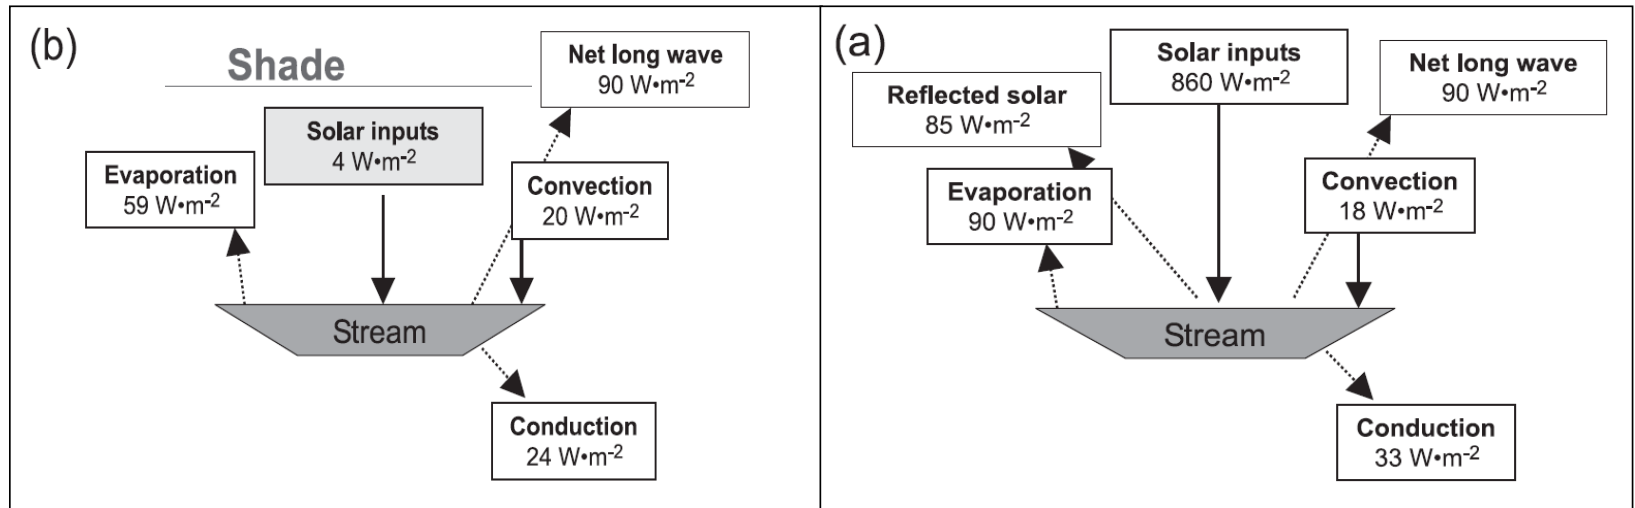 (b)
Shade
Net long wave
90 W•m-2
Solar inputs
4 W•m-2
Evaporation
59 W•m-2
Convection
20 W•m-2
Stream
Conduction
24 W•m-2
(a)
Solar inputs
860 W•m-2
Net long wave
90 W•m-2
Reflected solar
85 W•m-2
Evaporation
90 W•m-2
Convection
18 W•m-2
Stream
Conduction
33 W•m-2